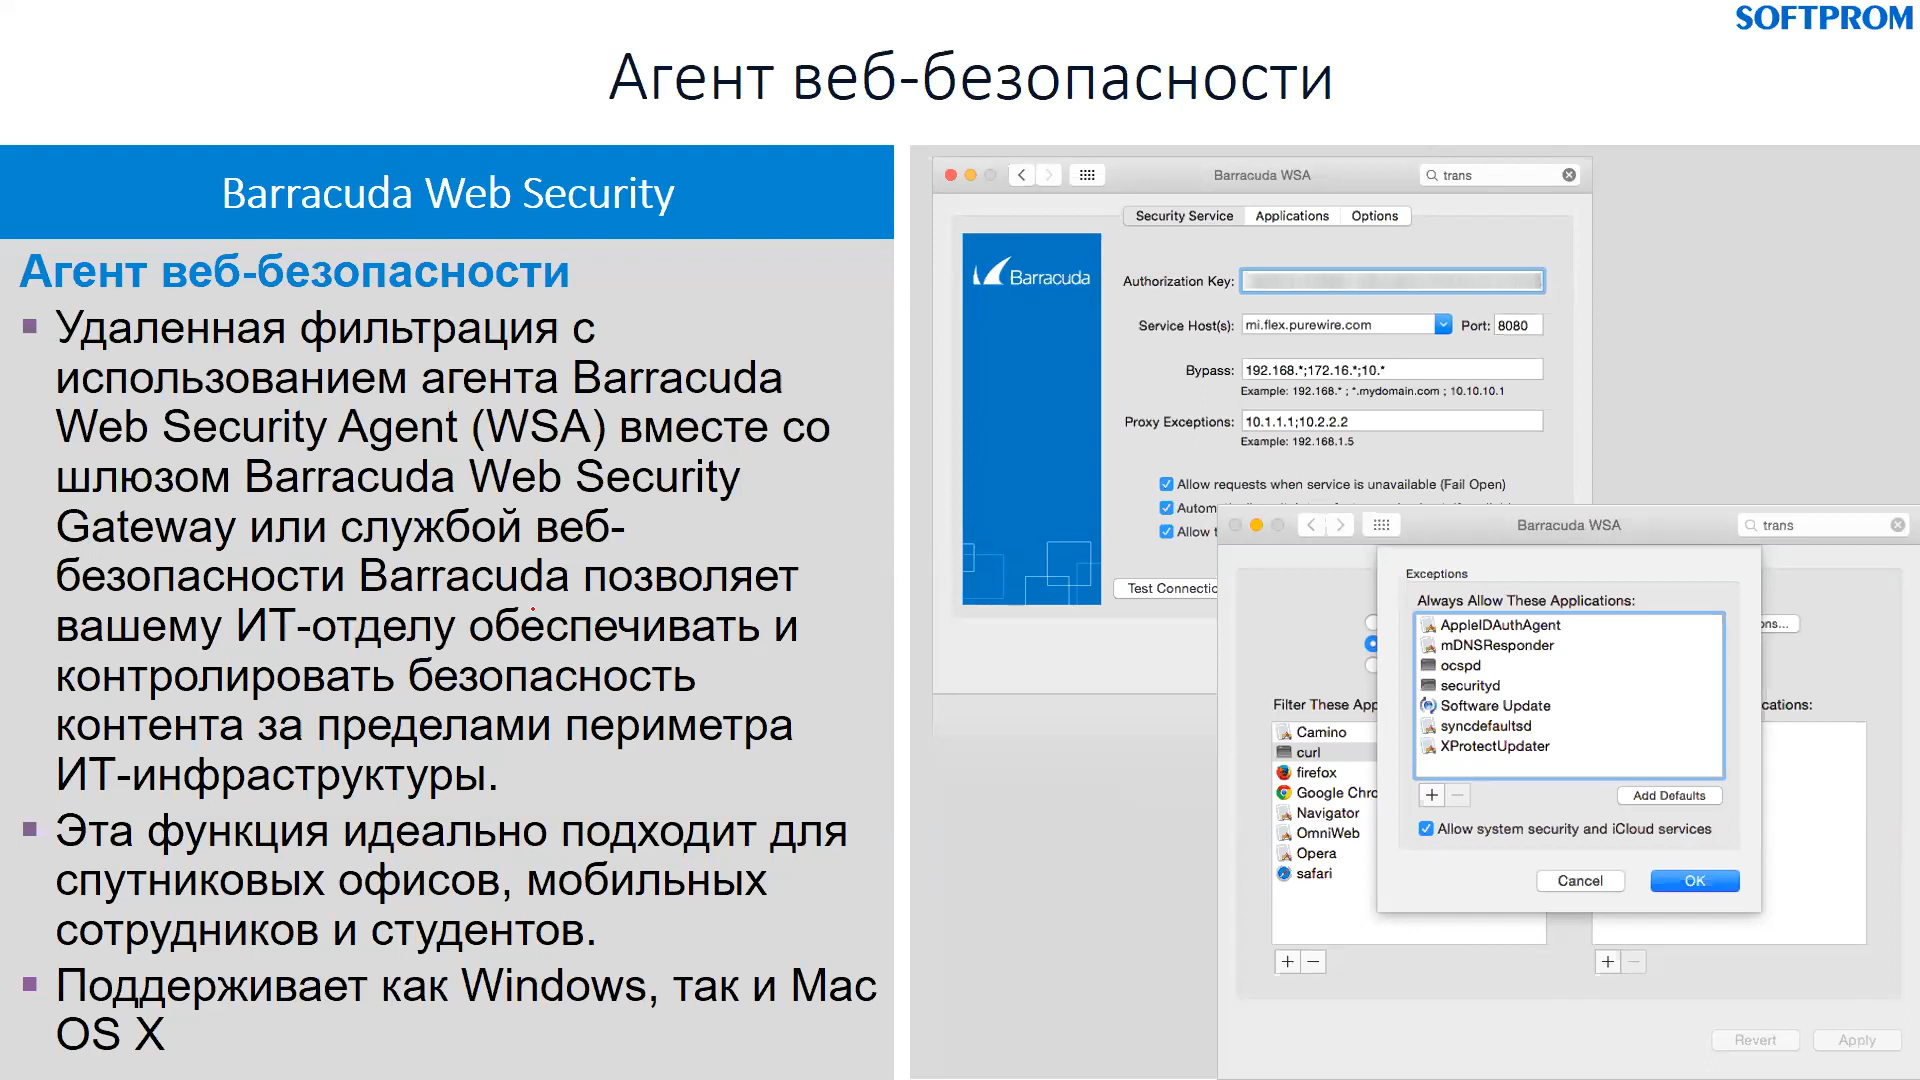 SOFTPROM
Агент веб-безопасности
Barracuda Web Security
Агент веб-безопасности
Удаленная фильтрация с
использованием агента Barracuda
Web Security Agent (WSA) вместе со
шлюзом Barracuda Web Security
Gateway или службой веб-
безопасности Barracuda позволяет
вашему ИТ-отделу обеспечивать и
контролировать безопасность
контента за пределами периметра
ИТ-инфраструктуры.
Эта функция идеально подходит для
спутниковых офисов, мобильных
сотрудников и студентов.
Поддерживает как Windows, так и Mac
OS X
Barracuda WSA
trans
Security Service Applications Options
Barracuda
Authorization Key:
Service Host(s): mi.flex.purewire.com Port: 8080
Bypass: 192.168.*;172.16.*;10.*
Example: 192.168.* ; *.mydomain.com ; 10.10.10.1
Proxy Exceptions: 10.1.1.1;10.2.2.2
Example: 192.168.1.5
Allow requests when service is unavailable (Fail Open)
Autom
Allow t
Test Connectio
Barracuda WSA
trans
ons...
Filter These App
cations:
Camino
curl
firefox
Google Chro
Navigator
OmniWeb
Opera
safari
Exceptions
Always Allow These Applications:
AppleIDAuthAgent
mDNSResponder
ocspd
securityd
Software Update
syncdefaultsd
XProtectUpdater
Add Defaults
Allow system security and iCloud services
Cancel OK
Revert Apply